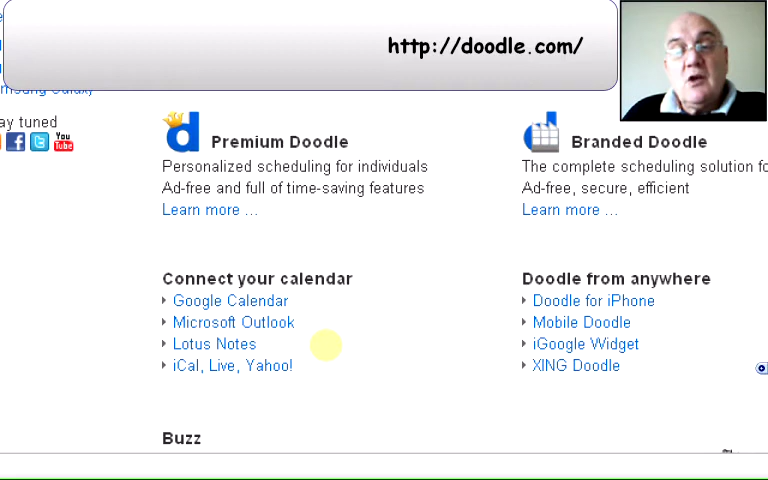 http://doodle.com/
ay tuned
You
Tube
Premium Doodle
Personalized scheduling for individuals
Ad-free and full of time-saving features
Learn more ...
Branded Doodle
The complete scheduling solution fo
Ad-free, secure, efficient
Learn more ...
Connect your calendar
Google Calendar
Microsoft Outlook
Lotus Notes
iCal, Live, Yahoo!
Doodle from anywhere
Doodle for iPhone
Mobile Doodle
iGoogle Widget
XING Doodle
Buzz